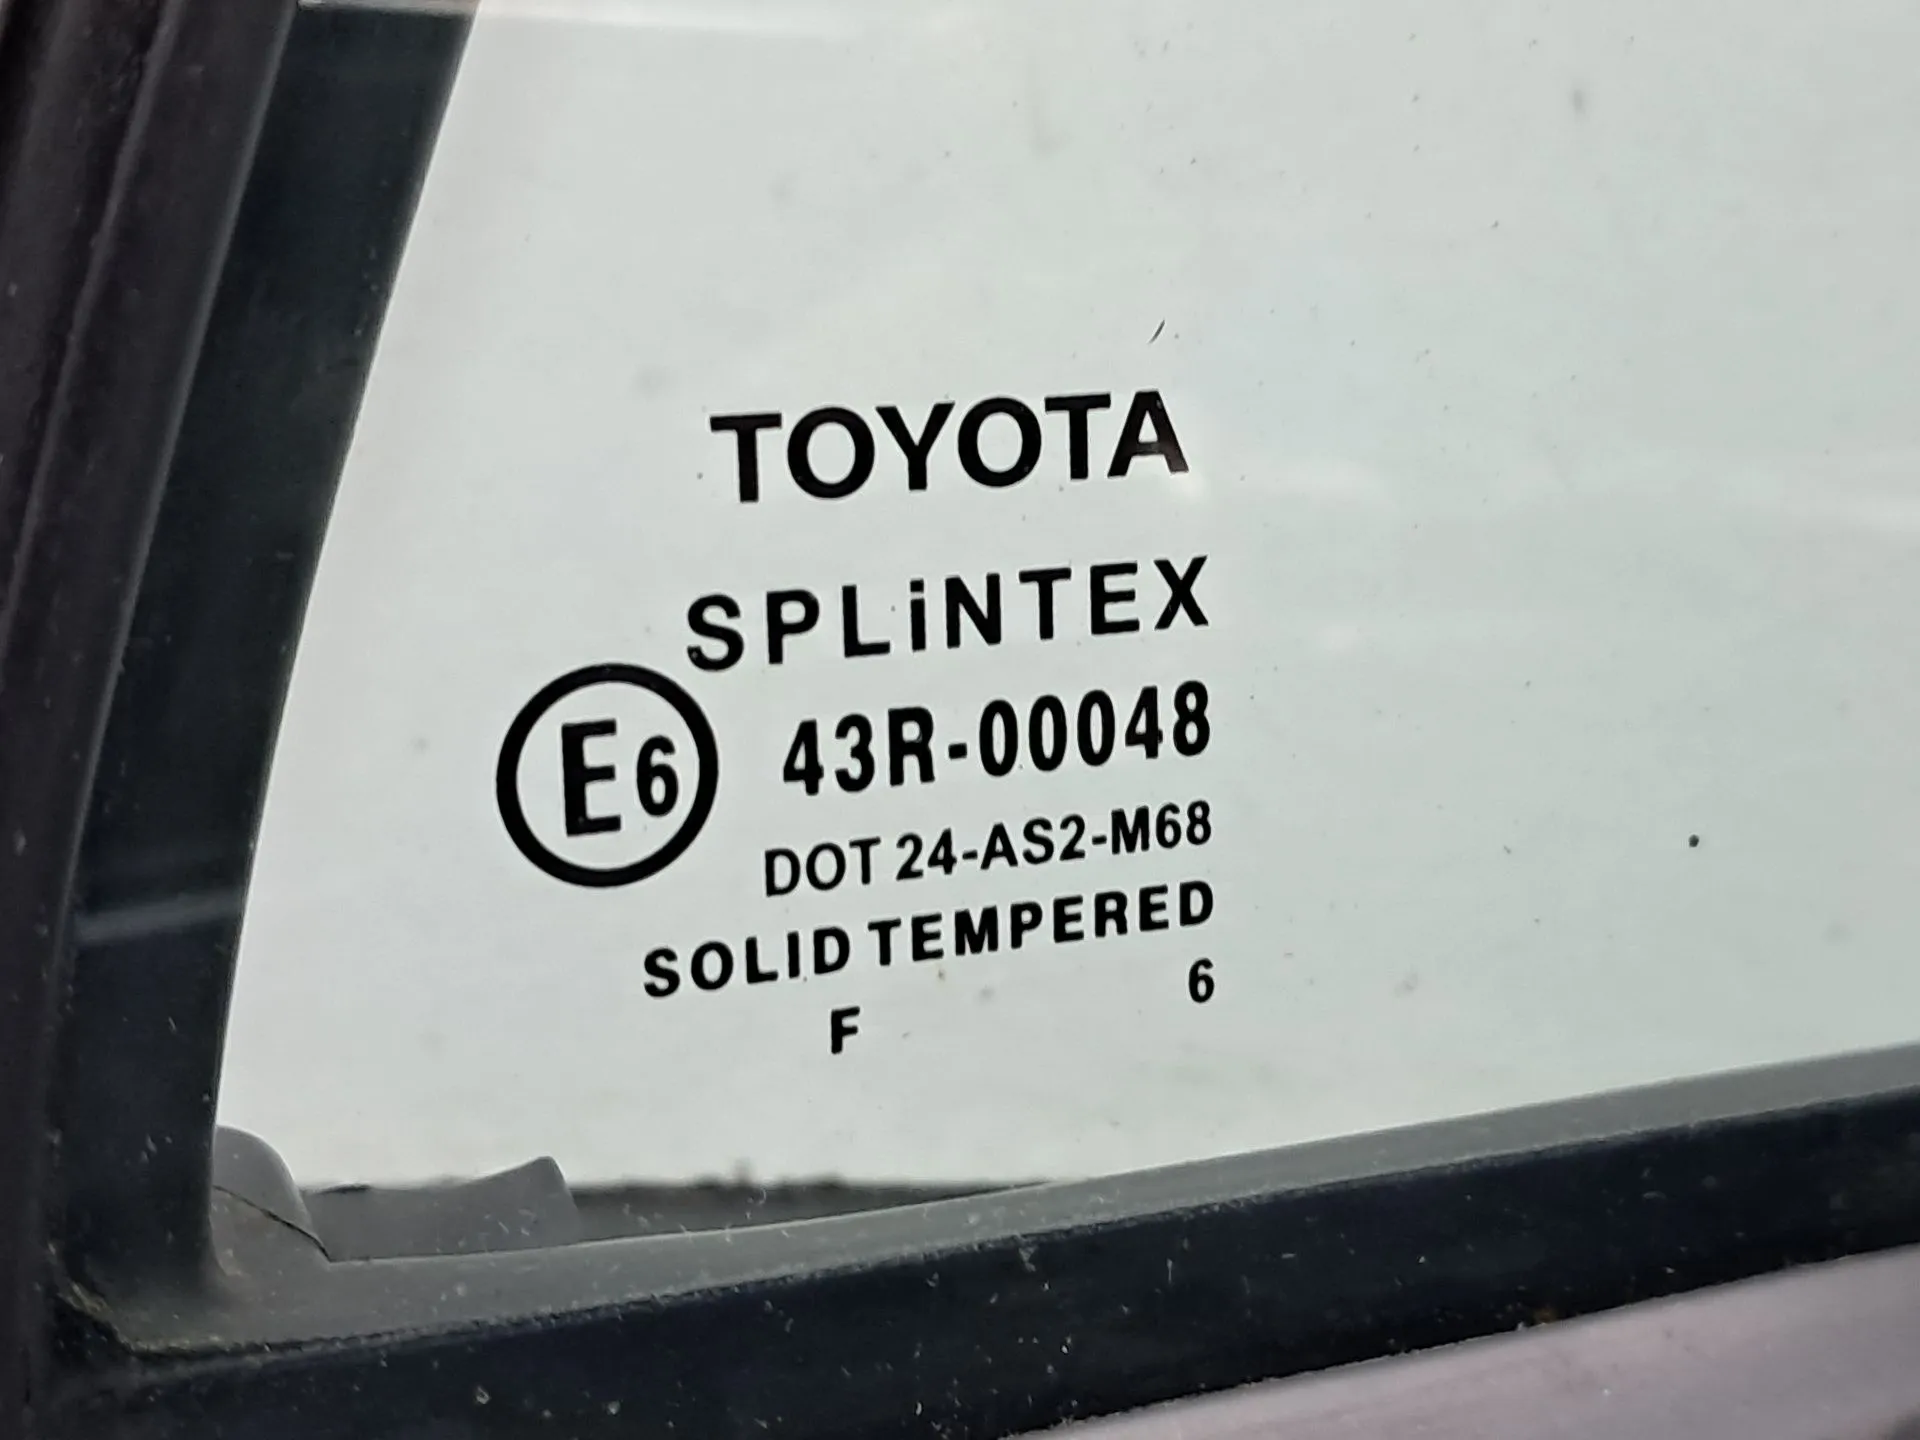 TOYOTA
SPLiNTEX
E6 43R-00048
DOT 24-AS2-M68
SOLID TEMPERED
F 6